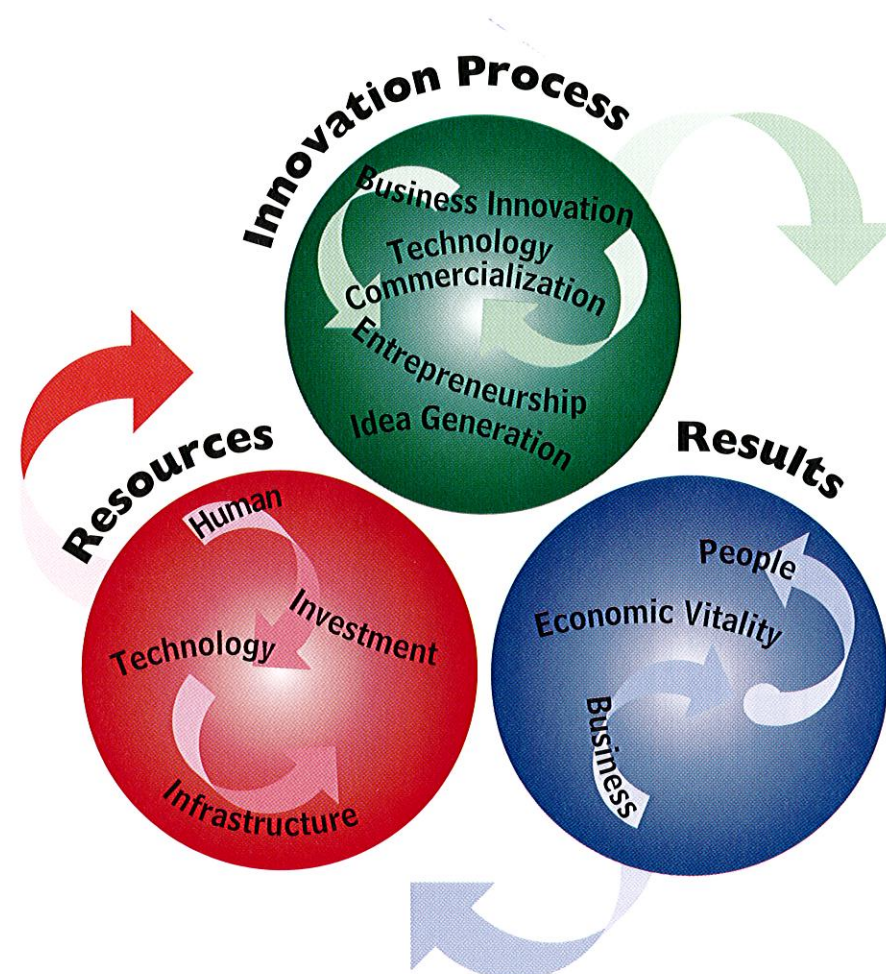 Innovation Process
Business Innovation
Technology
Commercialization
Entrepreneurship
Idea Generation
Resources
Human
Investment
Technology
Infrastructure
Results
People
Economic Vitality
Business